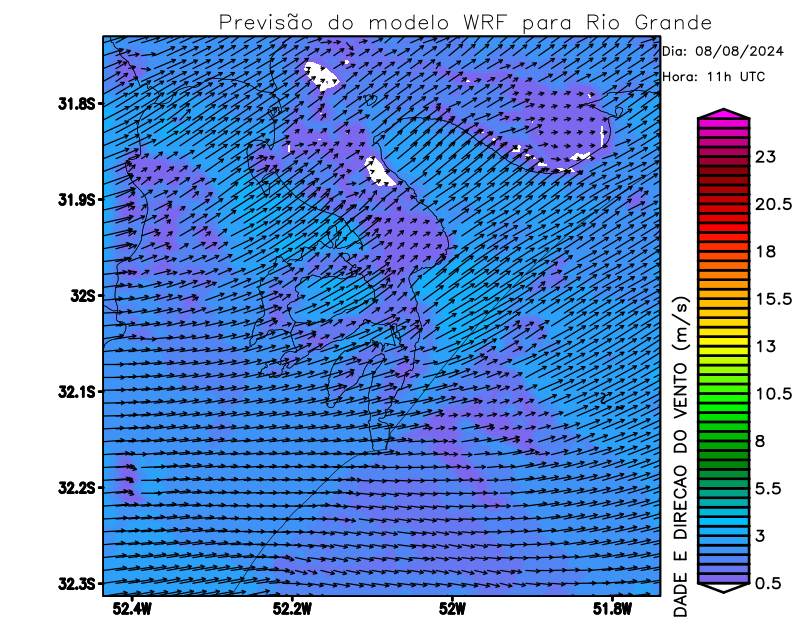 Previsão do modelo WRF para Rio Grande
Dia: 08/08/2024
Hora: 11h UTC
31.8S
31.9S
32S
32.1S
32.2S
32.3S
52.4W
52.2W
52W
51.8W
DADE E DIRECAO DO VENTO (m/s)
23
20.5
18
15.5
13
10.5
8
5.5
3
0.5